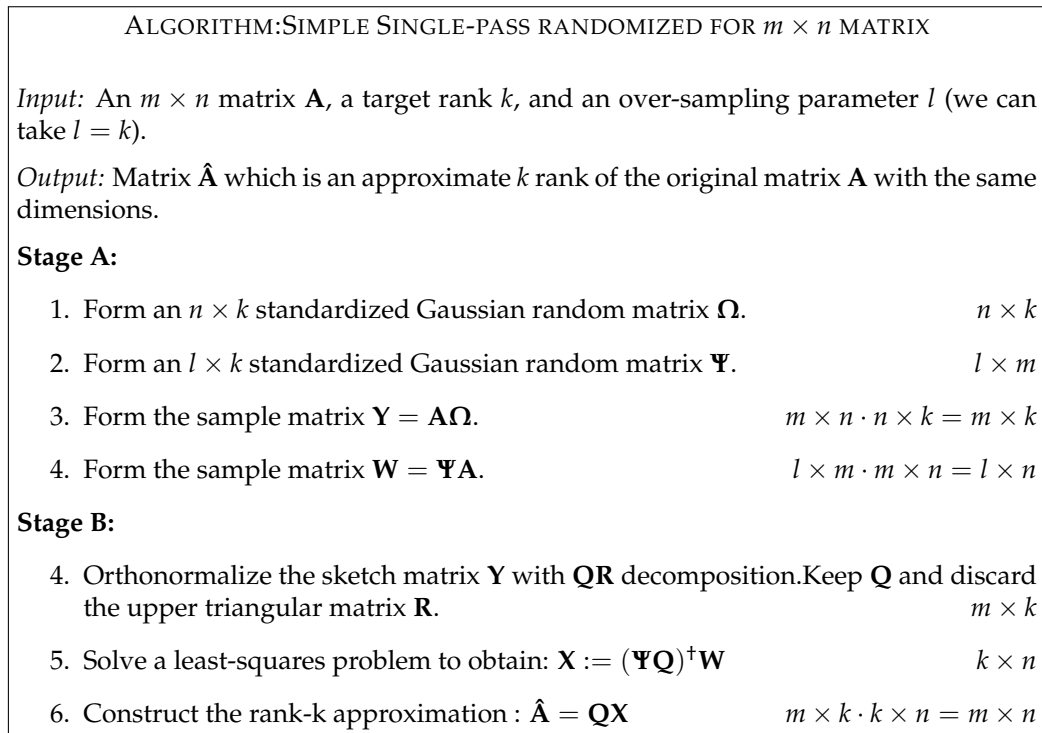 ALGORITHM:SIMPLE SINGLE-PASS RANDOMIZED FOR m × n MATRIX
Input: An m × n matrix A, a target rank k, and an over-sampling parameter l (we can
take l = k).
Output: Matrix Â which is an approximate k rank of the original matrix A with the same
dimensions.
Stage A:
1. Form an n × k standardized Gaussian random matrix Ω. n × k
2. Form an l × k standardized Gaussian random matrix Ψ. l × m
3. Form the sample matrix Y = AΩ. m × n · n × k = m × k
4. Form the sample matrix W = ΨA. l × m · m × n = l × n
Stage B:
4. Orthonormalize the sketch matrix Y with QR decomposition.Keep Q and discard
the upper triangular matrix R. m × k
5. Solve a least-squares problem to obtain: X := (ΨQ)†W k × n
6. Construct the rank-k approximation : Â = QX m × k · k × n = m × n